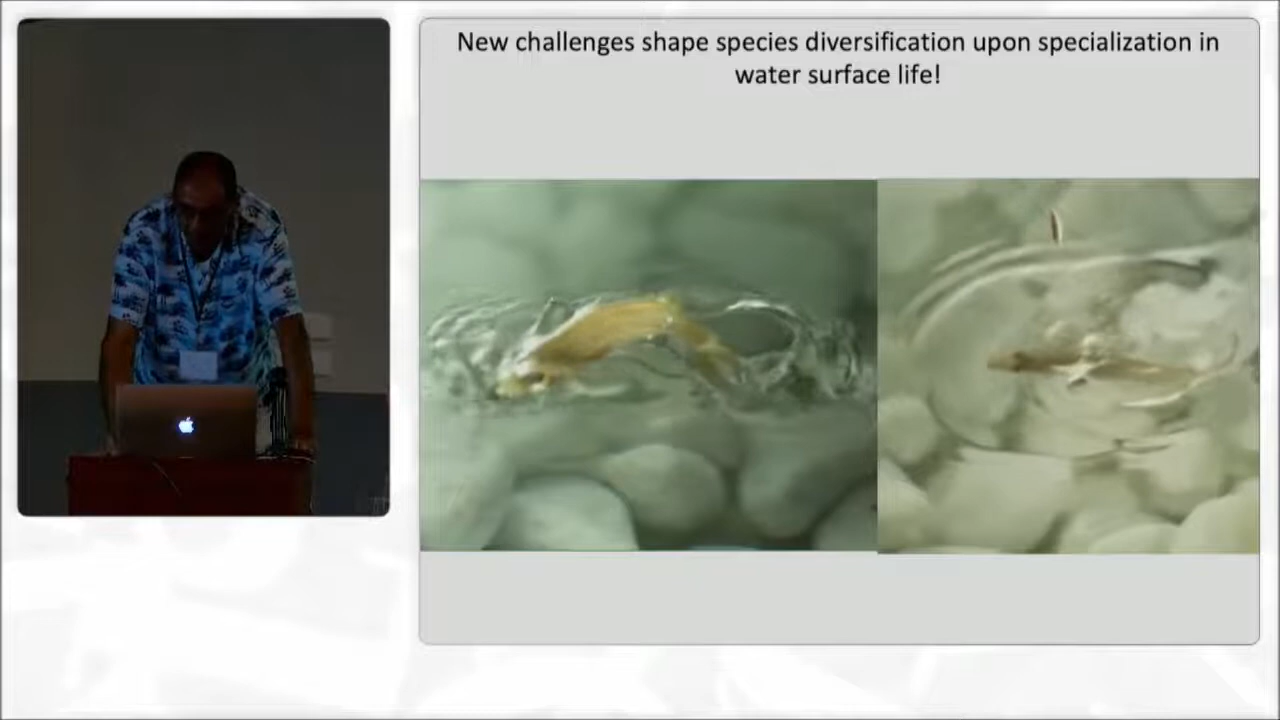 New challenges shape species diversification upon specialization in
water surface life!